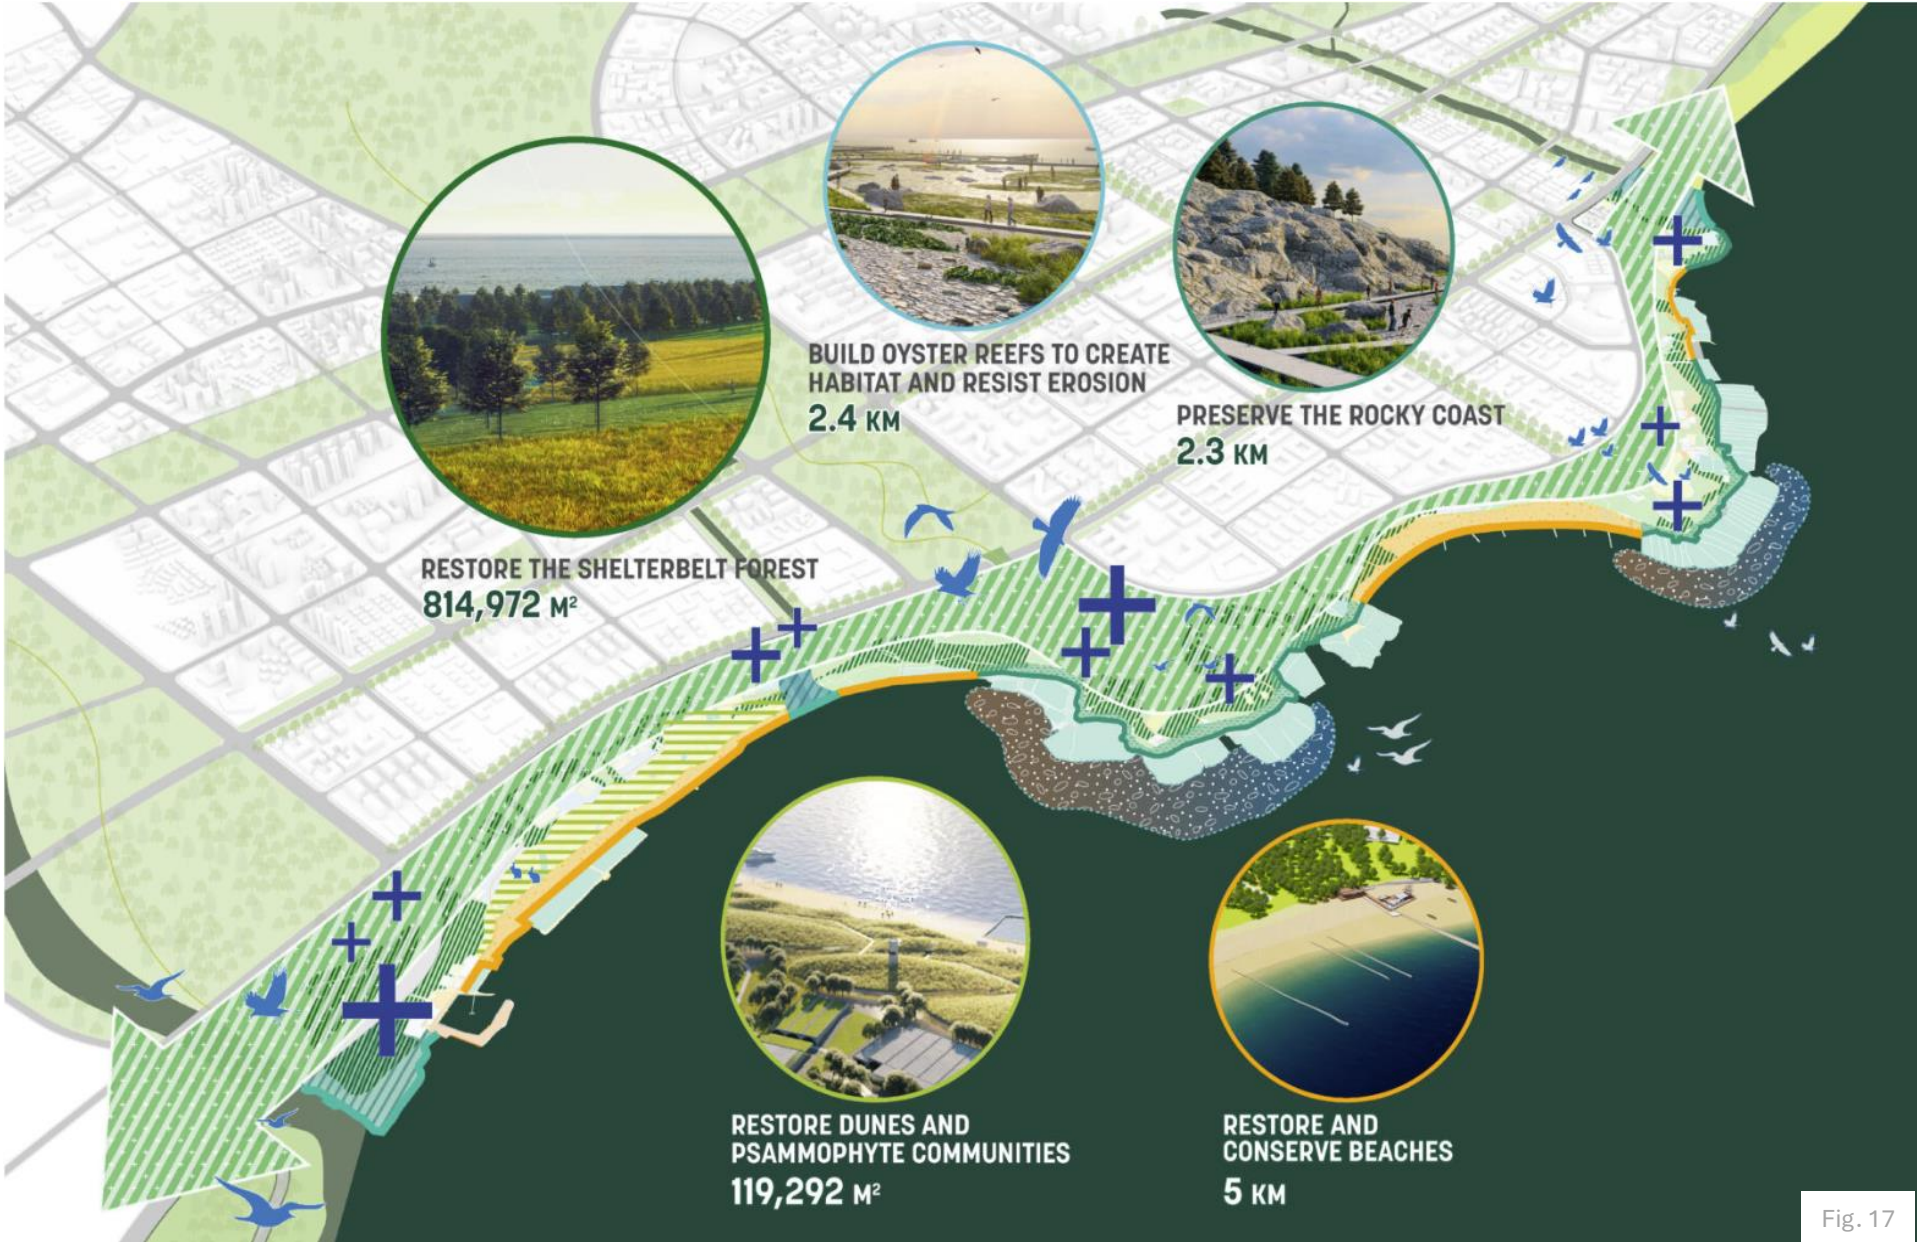 BUILD OYSTER REEFS TO CREATE
HABITAT AND RESIST EROSION
2.4 KM
PRESERVE THE ROCKY COAST
2.3 KM
RESTORE THE SHELTERBELT FOREST
814,972 M²
RESTORE DUNES AND
PSAMMOPHYTE COMMUNITIES
119,292 M²
RESTORE AND
CONSERVE BEACHES
5 KM
Fig. 17